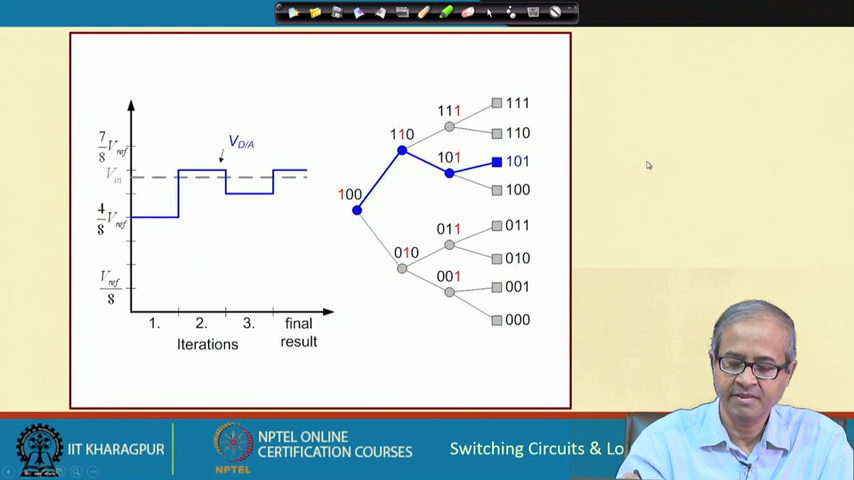 7/8 Vref
Vin
4/8 Vref
Vref/8
VD/A
1.
2.
3.
final
result
Iterations
100
110
010
111
101
011
001
111
110
101
100
011
010
001
000
IIT KHARAGPUR
NPTEL
NPTEL ONLINE
CERTIFICATION COURSES
Switching Circuits & Lo